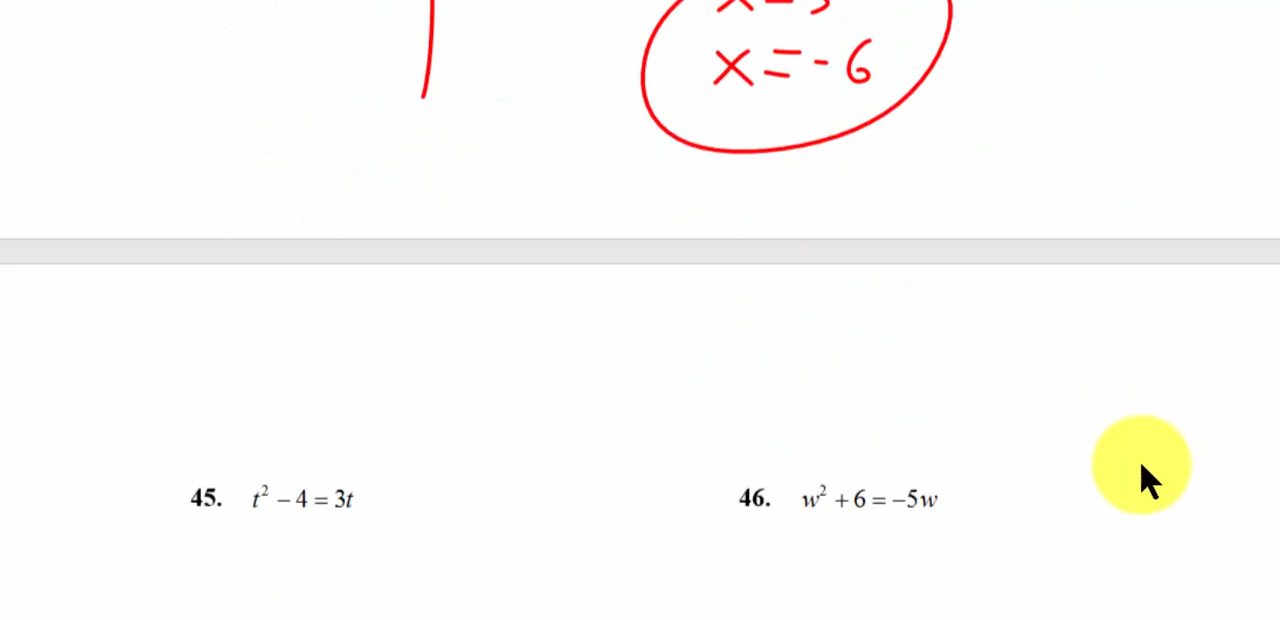 x = -6
45. t² – 4 = 3t
46. w² + 6 = –5w